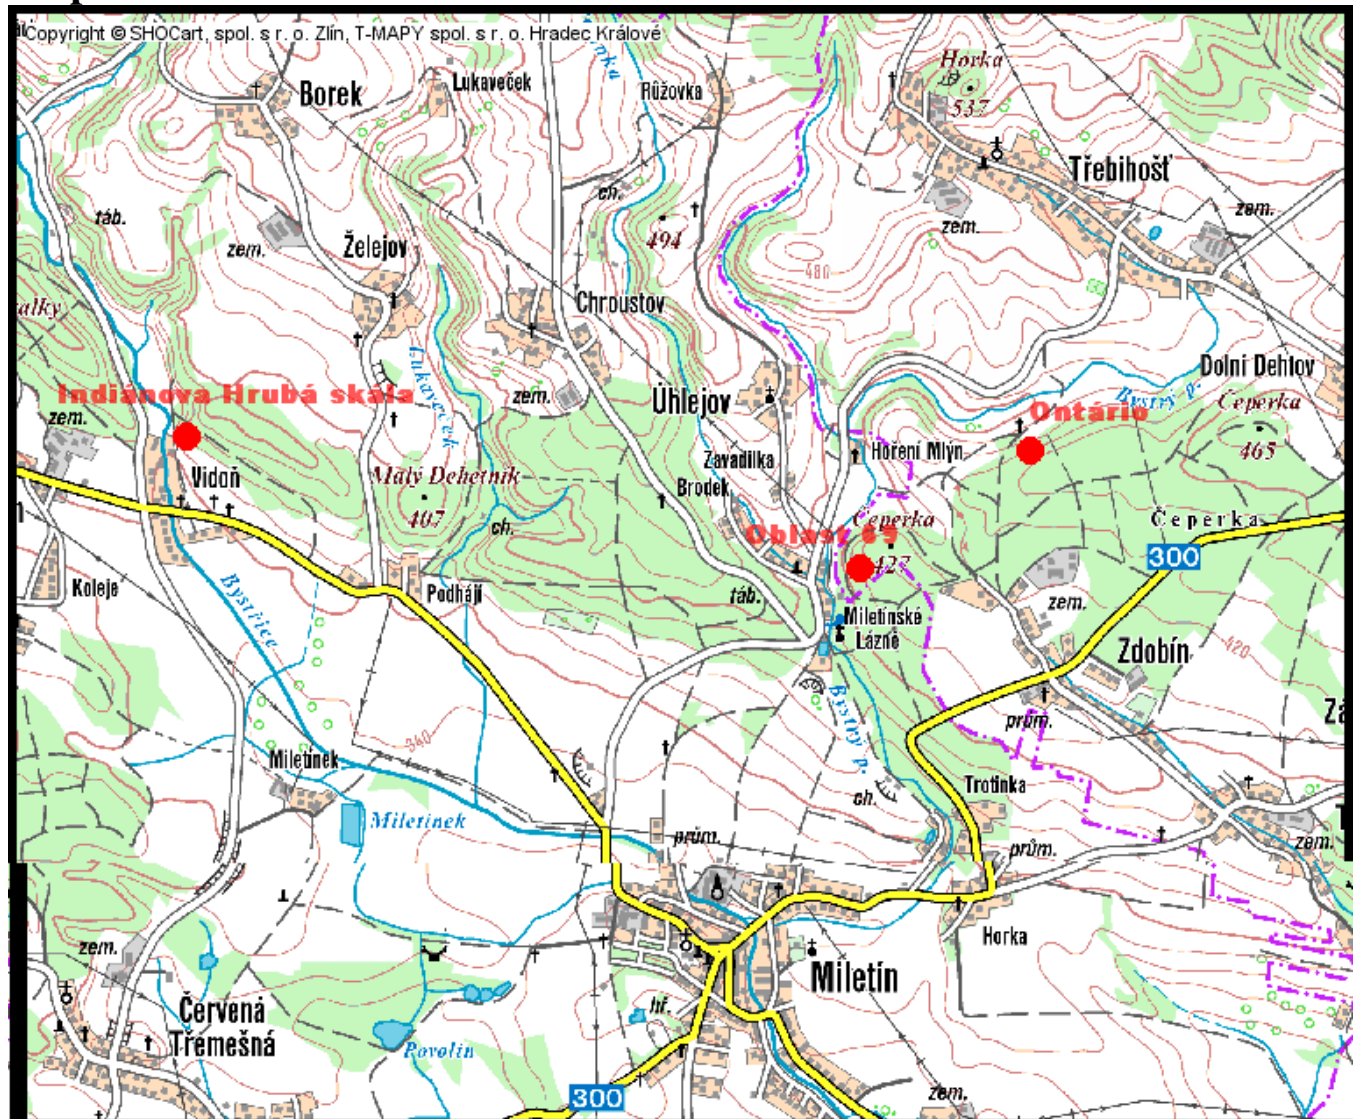 Copyright © SHOCart, spol. s r. o. Zlín, T-MAPY spol. s r. o. Hradec Králové
Borek
Lukaveček
Růžovka
Horka
537
Třebihošť
táb.
zem.
Želejov
ch.
494
zem.
zem.
480
Chroustov
Lukaveček
Dolní Dehtov
Indiánova Hrubá skála
zem.
zem.
Úhlejov
Bystrý p.
Čeperka
Ontário
465
Vidoň
Malý Dehetník
407
ch.
Zavadilka
Brodek
Hoření Mlýn
Čeperka
Oblast 69
427
Čeperka
300
Koleje
Podhájí
táb.
zem.
Bystřice
Miletínské
Lázně
Zdobín
420
Bystrý p.
prům.
340
Miletínek
Trotinka
ch.
Miletínek
prům.
prům.
zem.
zem.
Horka
Miletín
Červená
Třemešná
hř.
Povolín
300
zem.